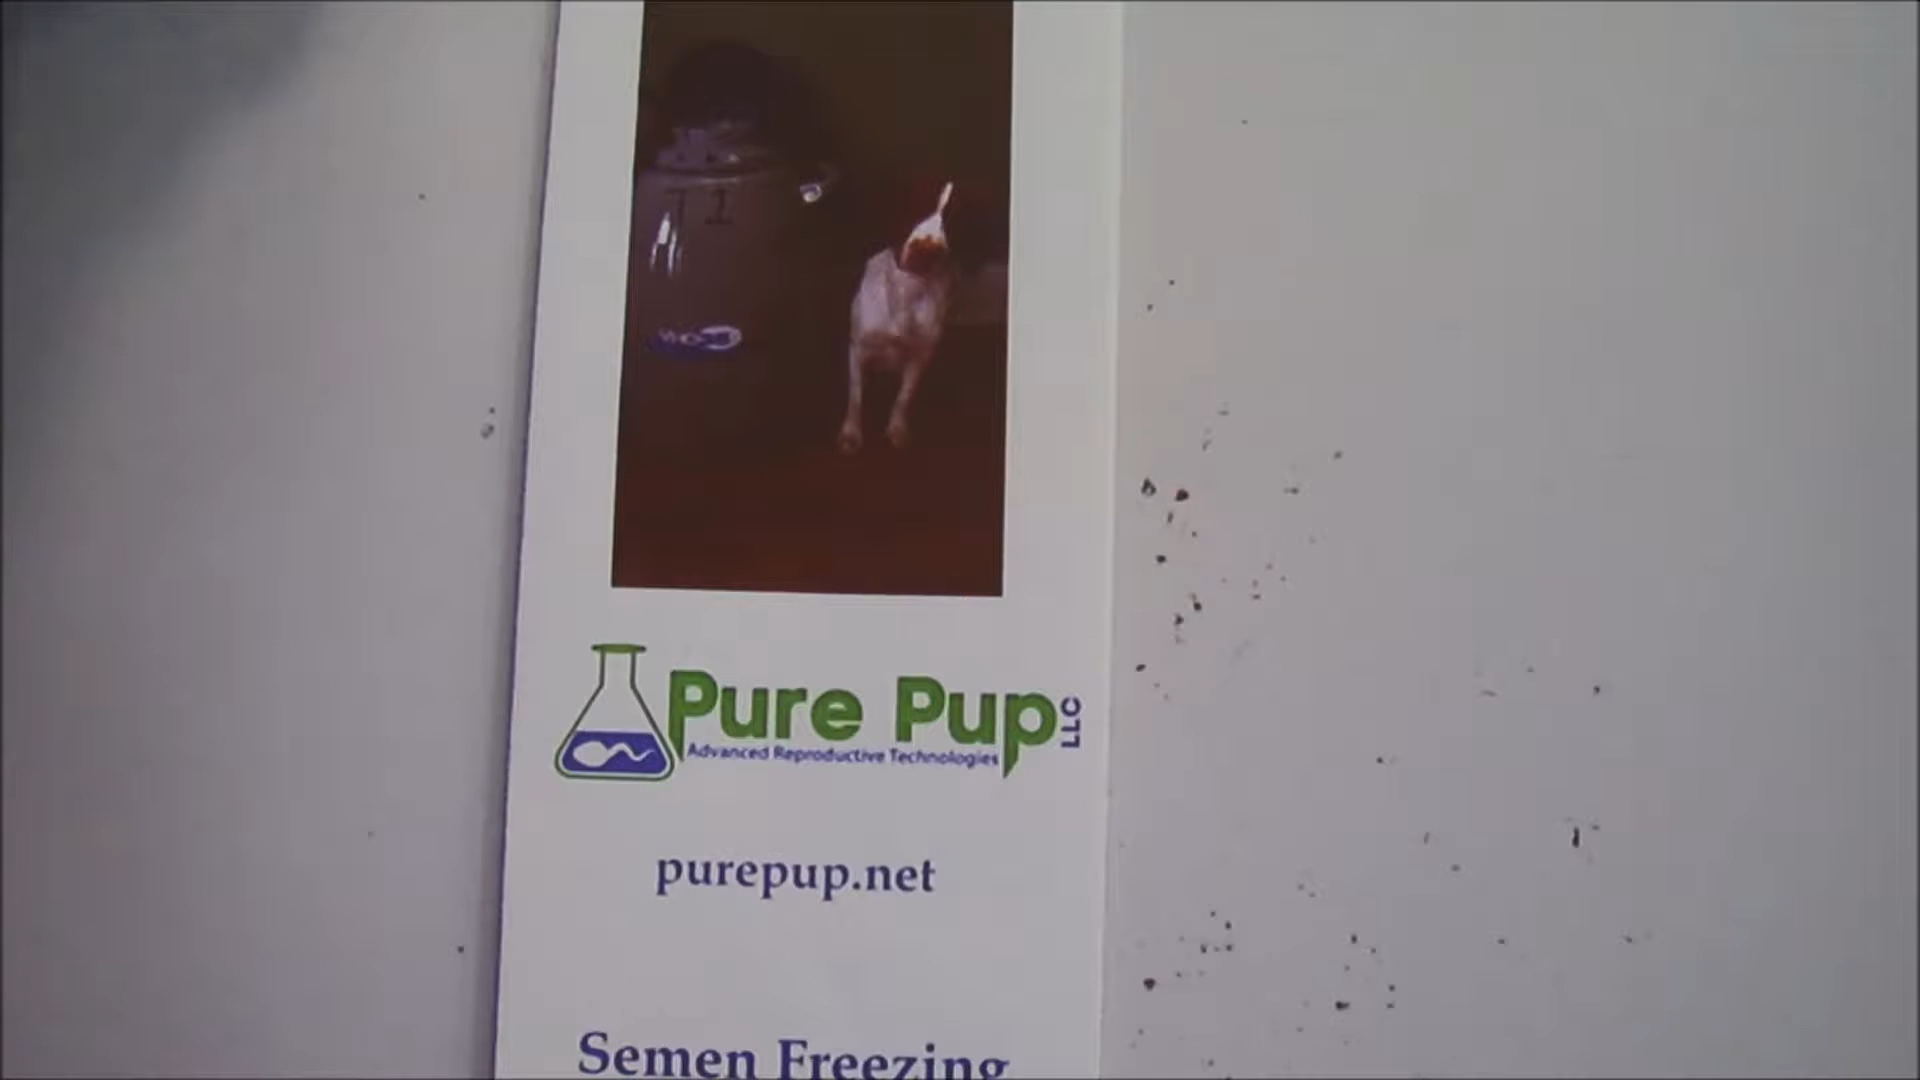 Pure Pup LLC
Advanced Reproductive Technologies
purepup.net
Semen Freezing